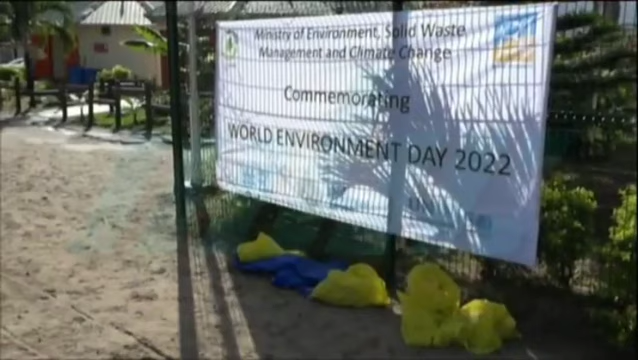 Ministry of Environment, Solid Waste
Management and Climate Change
Commemorating
WORLD ENVIRONMENT DAY 2022